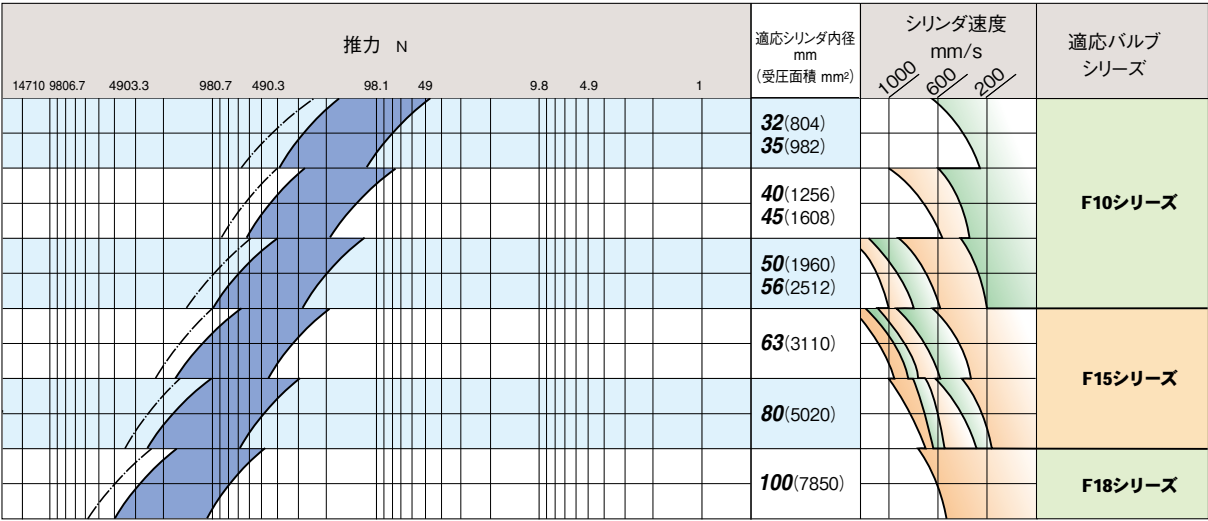 推力 N
14710 9806.7 4903.3 980.7 490.3 98.1 49 9.8 4.9 1
適応シリンダ内径
mm
(受圧面積 mm²)
シリンダ速度
mm/s
1000 600 200
適応バルブ
シリーズ
32(804)
35(982)
40(1256)
45(1608)
50(1960)
56(2512)
63(3110)
80(5020)
100(7850)
F10シリーズ
F15シリーズ
F18シリーズ